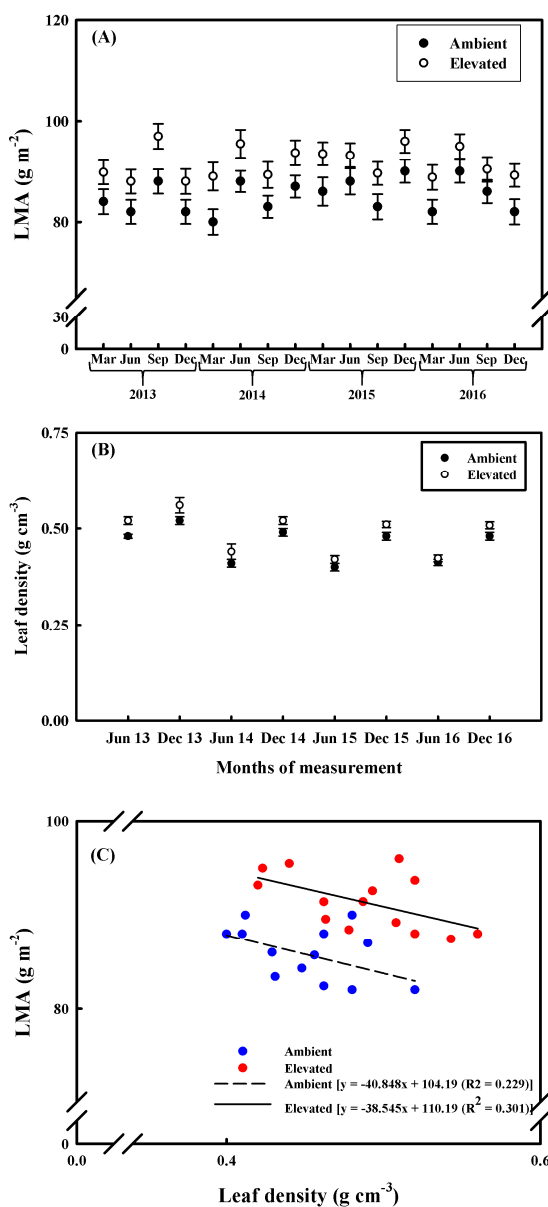 (A)
Ambient
Elevated
LMA (g m-2)
120
100
80
30
0
Mar Jun Sep Dec Mar Jun Sep Dec Mar Jun Sep Dec Mar Jun Sep Dec
2013 2014 2015 2016
(B)
Ambient
Elevated
Leaf density (g cm-3)
0.75
0.50
0.25
0.00
Jun 13 Dec 13 Jun 14 Dec 14 Jun 15 Dec 15 Jun 16 Dec 16
Months of measurement
(C)
LMA (g m-2)
100
80
0
Ambient
Elevated
Ambient [y = -40.848x + 104.19 (R2 = 0.229)]
Elevated [y = -38.545x + 110.19 (R2 = 0.301)]
0.0 0.4 0.6
Leaf density (g cm-3)